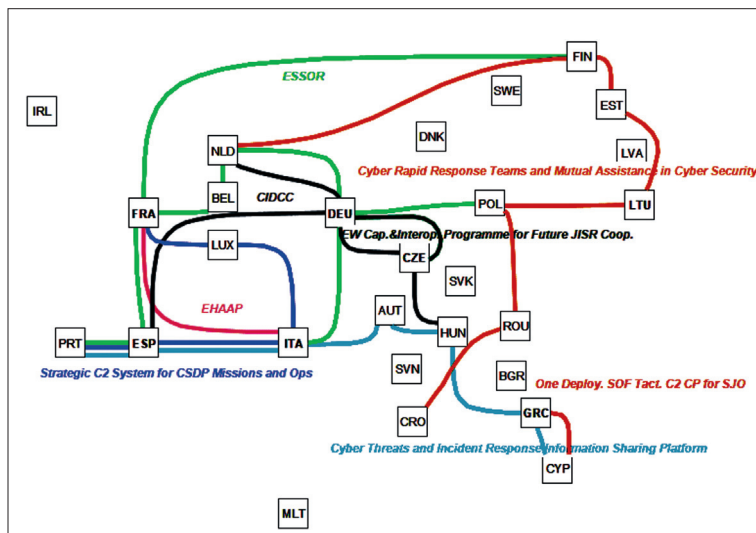 FIN
ESSOR
SWE
IRL
EST
DNK
NLD
LVA
Cyber Rapid Response Teams and Mutual Assistance in Cyber Security
BEL
CIDCC
FRA
DEU
POL
LTU
EW Cap.&Interop. Programme for Future JISR Coop.
LUX
CZE
SVK
EHAAP
AUT
PRT
ESP
ITA
HUN
ROU
Strategic C2 System for CSDP Missions and Ops
SVN
BGR
One Deploy. SOF Tact. C2 CP for SJO
CRO
GRC
Cyber Threats and Incident Response Information Sharing Platform
CYP
MLT